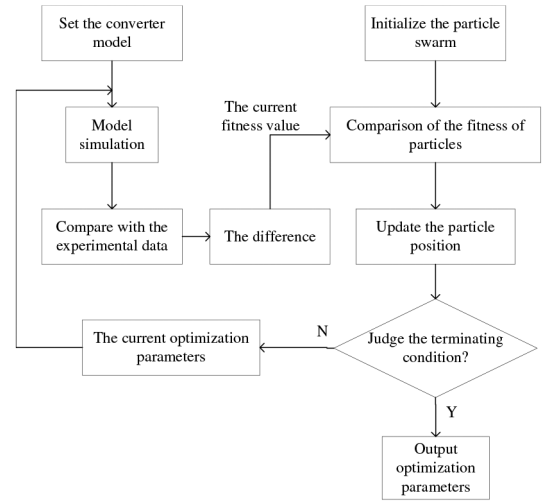 Set the converter
model
Initialize the particle
swarm
The current
fitness value
Model
simulation
Comparison of the fitness of
particles
Compare with the
experimental data
The difference
Update the particle
position
The current optimization
parameters
N
Judge the terminating
condition?
Y
Output
optimization
parameters